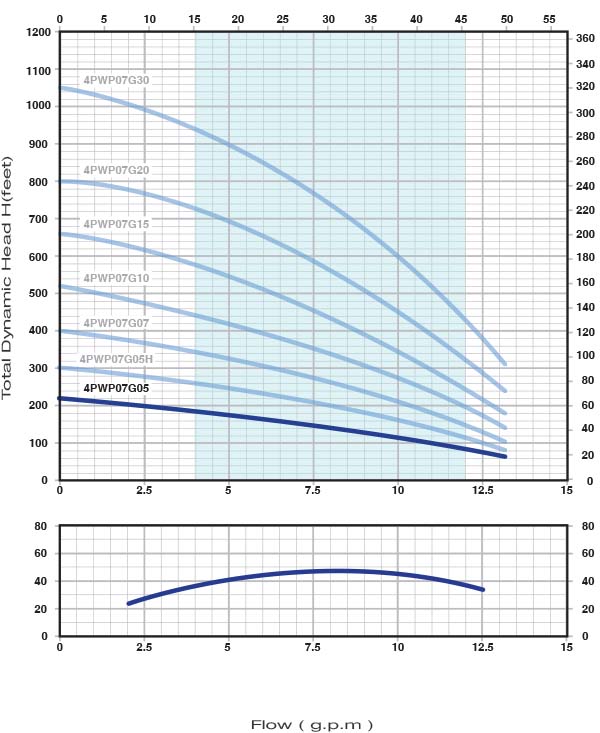 0 5 10 15 20 25 30 35 40 45 50 55
1200 360
1100 340
1000 320
900 300
800 280
700 260
600 240
500 220
400 200
300 180
200 160
100 140
0 120
100
80
60
40
20
0
4PWP07G30
4PWP07G20
4PWP07G15
4PWP07G10
4PWP07G07
4PWP07G05H
4PWP07G05
Total Dynamic Head H(feet)
0 2.5 5 7.5 10 12.5 15
80 80
60 60
40 40
20 20
0 0
0 2.5 5 7.5 10 12.5 15
Flow ( g.p.m )